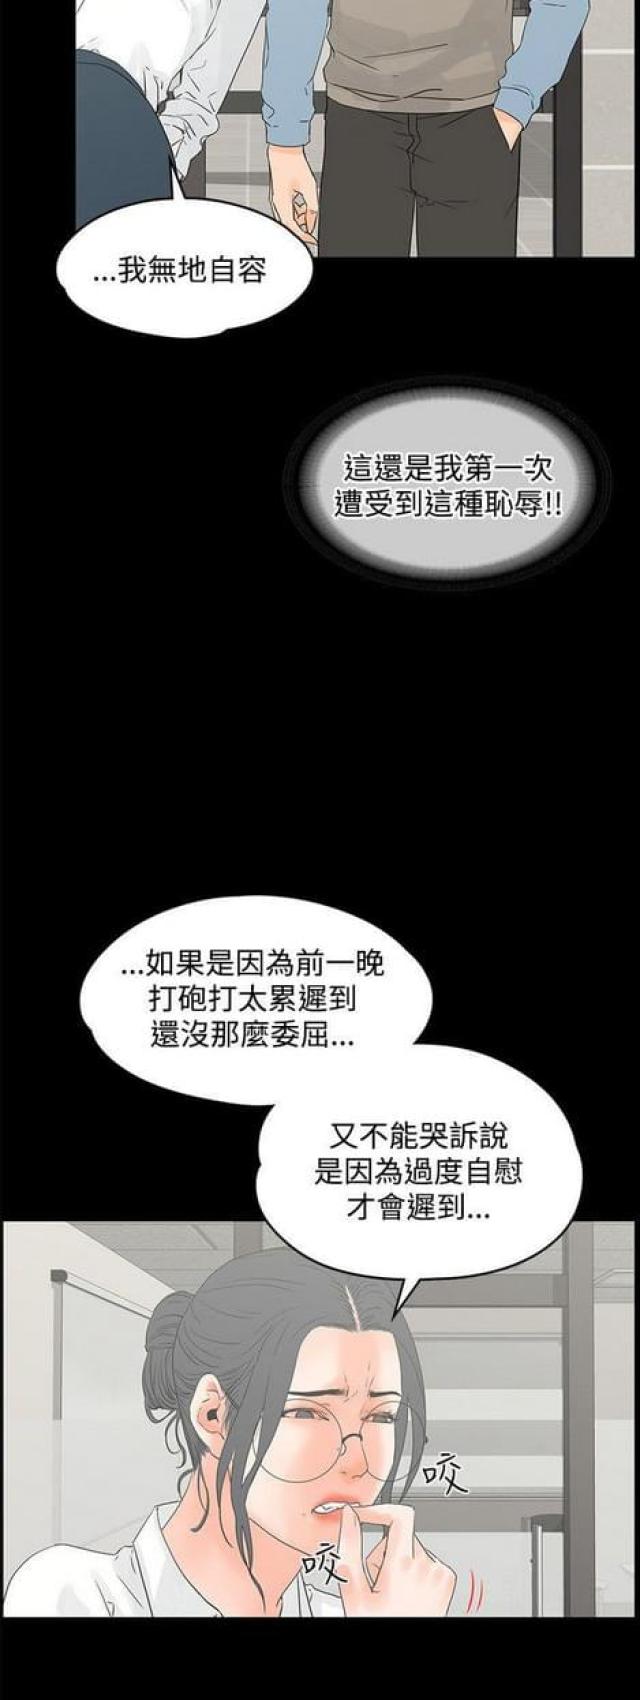 ...我無地自容
這還是我第一次
遭受到這種恥辱!!
...如果是因為前一晚
打砲打太累遲到
還沒那麼委屈...
又不能哭訴說
是因為過度自慰
才會遲到...
咬
咬